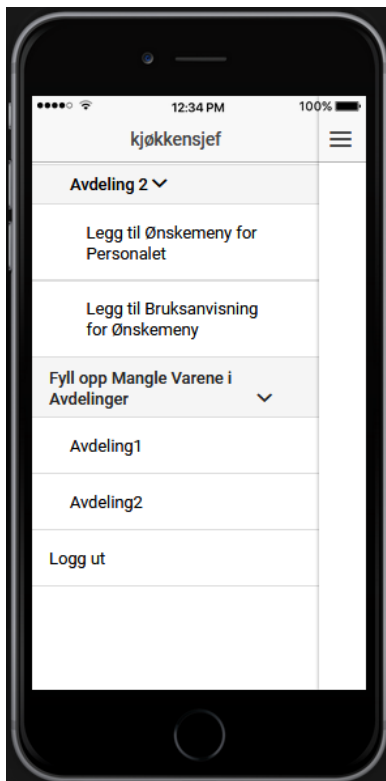 12:34 PM 100%
kjøkkensjef
Avdeling 2
Legg til Ønskemeny for
Personalet
Legg til Bruksanvisning
for Ønskemeny
Fyll opp Mangle Varene i
Avdelinger
Avdeling1
Avdeling2
Logg ut